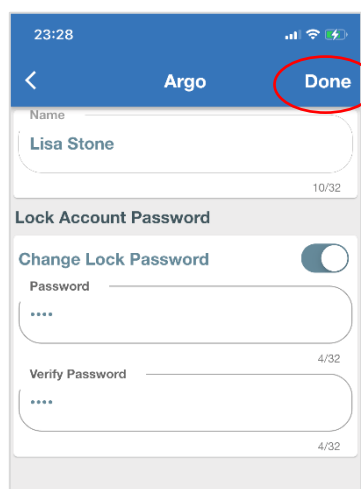 23:28
Argo
Done
Name
Lisa Stone
10/32
Lock Account Password
Change Lock Password
Password
••••
4/32
Verify Password
••••
4/32